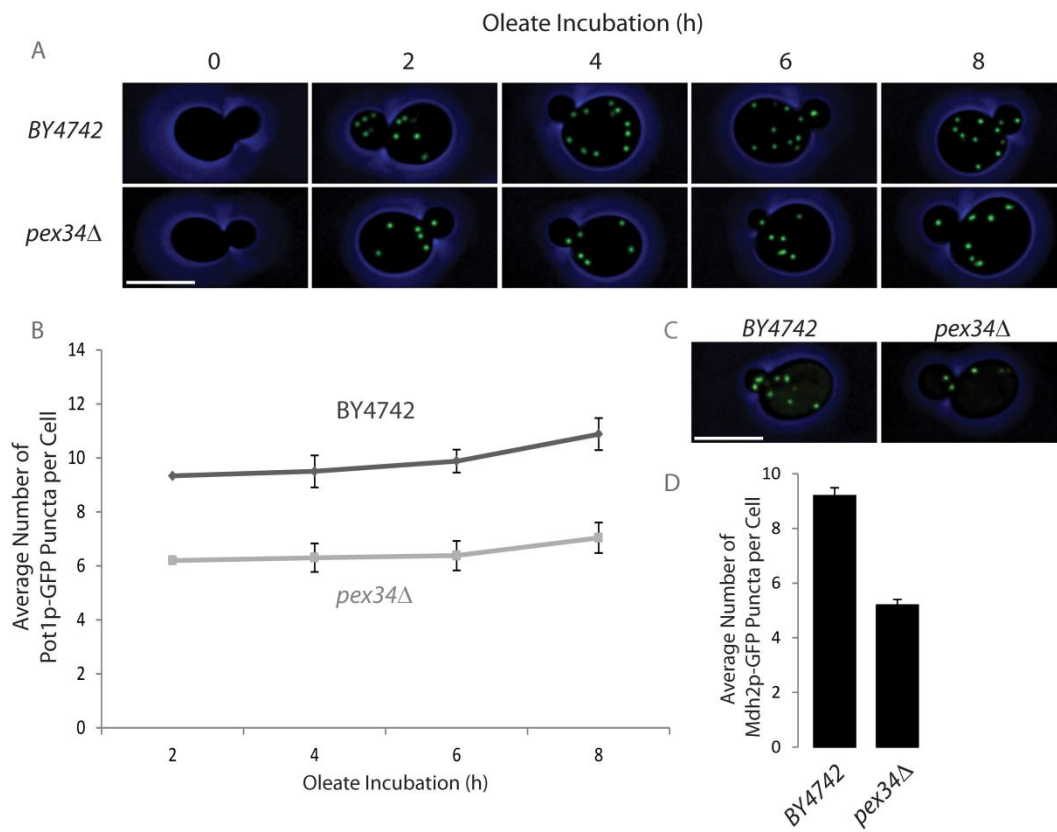 Oleate Incubation (h)
A
0 2 4 6 8
BY4742
pex34Δ
B
14
12
10
8
6
4
2
0
BY4742
pex34Δ
2 4 6 8
Oleate Incubation (h)
Average Number of
Pot1p-GFP Puncta per Cell
C
BY4742 pex34Δ
D
10
8
6
4
2
0
Average Number of
Mdh2p-GFP Puncta per Cell
BY4742
pex34Δ